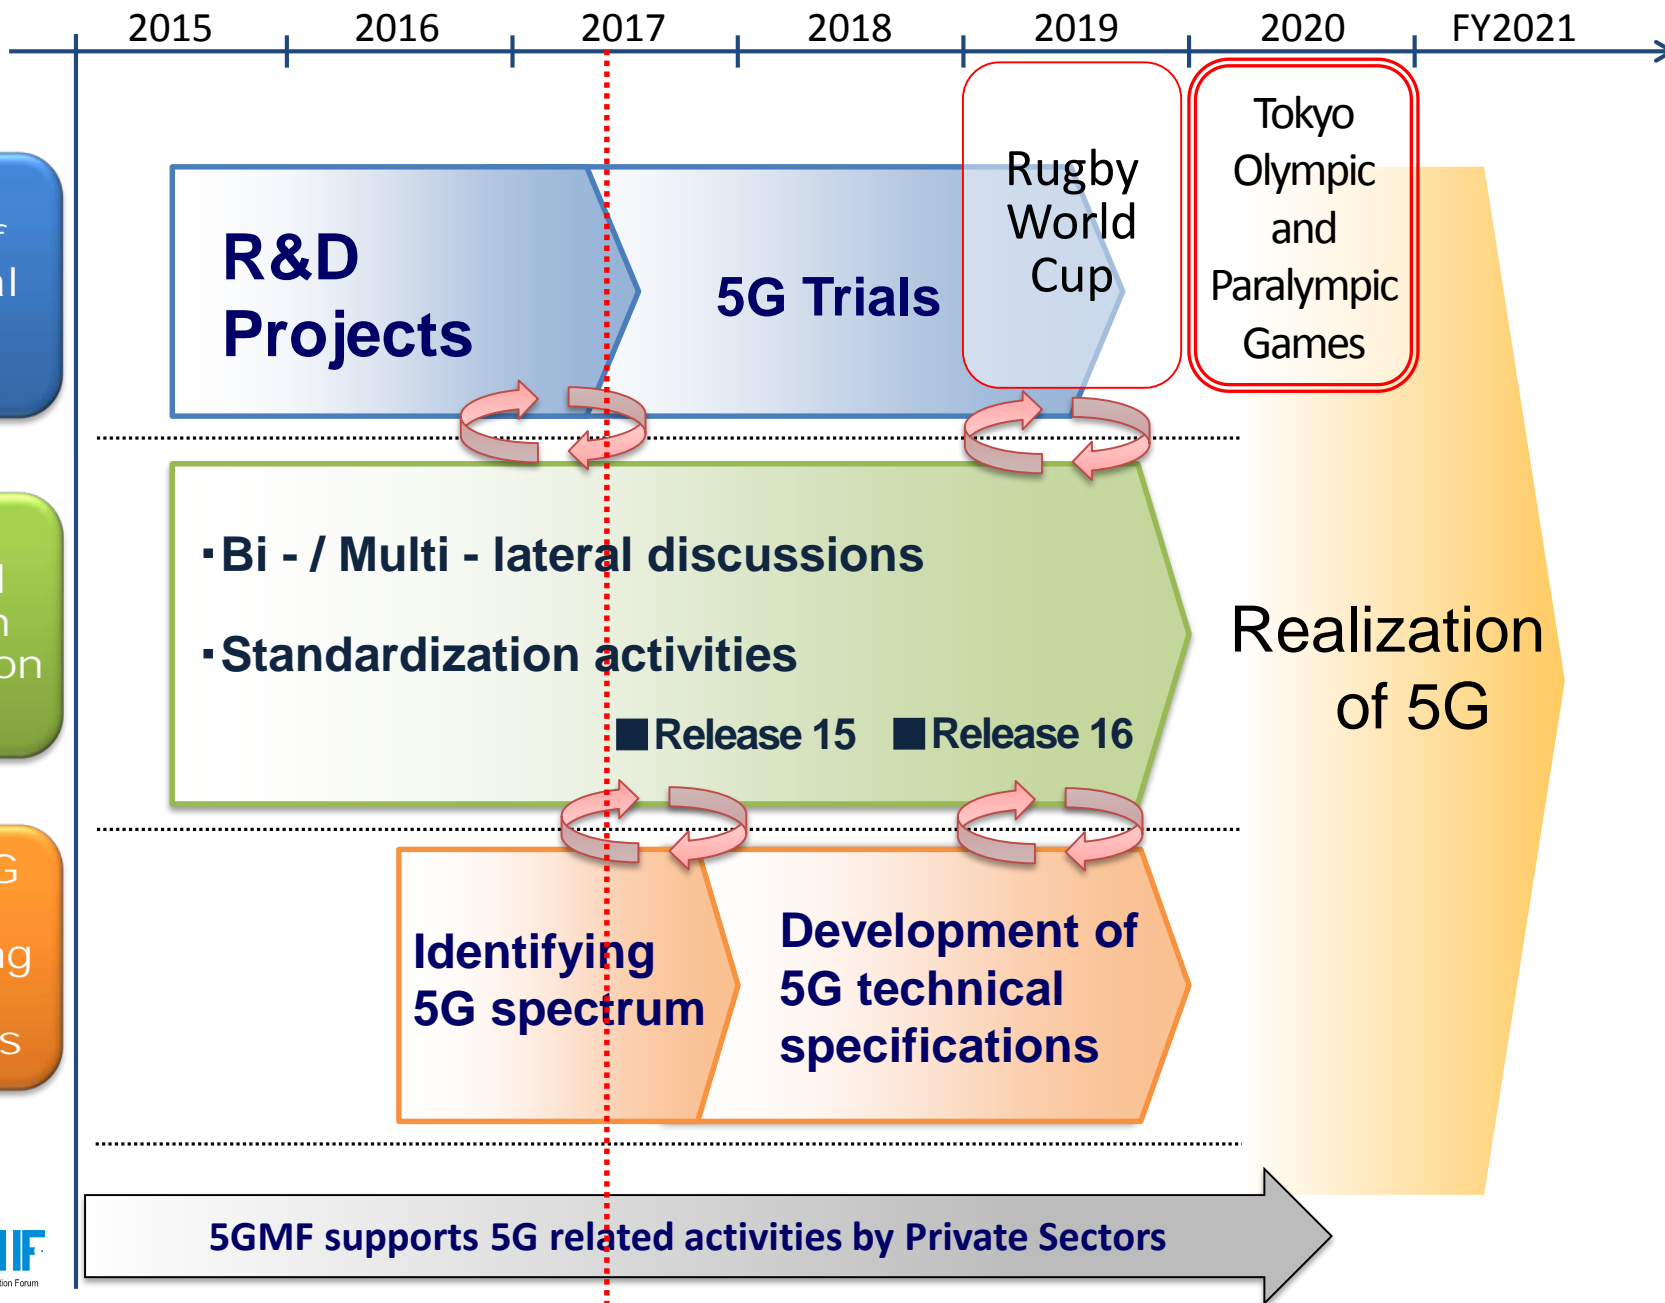 2015 2016 2017 2018 2019 2020 FY2021
Rugby
World
Cup
Tokyo
Olympic
and
Paralympic
Games
R&D
Projects
5G Trials
・Bi - / Multi - lateral discussions
・Standardization activities
■Release 15 ■Release 16
Realization
of 5G
Identifying
5G spectrum
Development of
5G technical
specifications
5GMF supports 5G related activities by Private Sectors
Forum